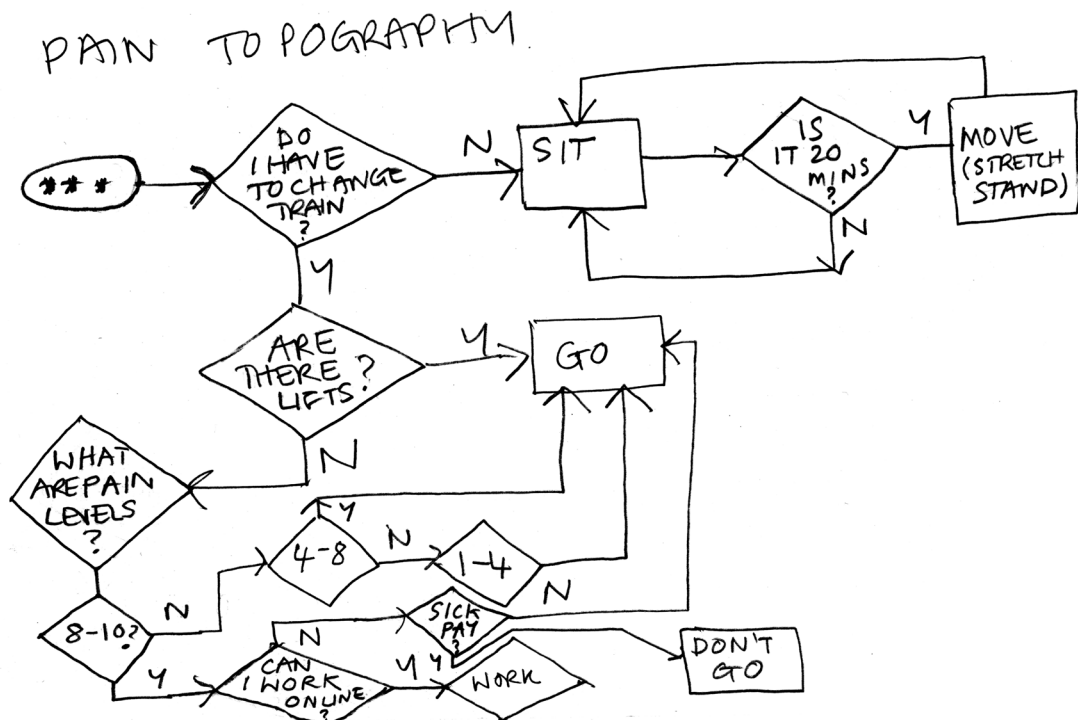 PAIN TOPOGRAPHY
***
DO
I HAVE
TO CHANGE
TRAIN
?
N
SIT
IS
IT 20
MINS
?
Y
MOVE
(STRETCH
STAND)
N
Y
ARE
THERE
LIFTS?
Y
GO
N
WHAT
ARE PAIN
LEVELS
?
4-8
Y
N
1-4
N
8-10?
N
SICK
PAY
?
N
Y
Y
CAN
I WORK
ONLINE
?
Y
WORK
DON'T
GO